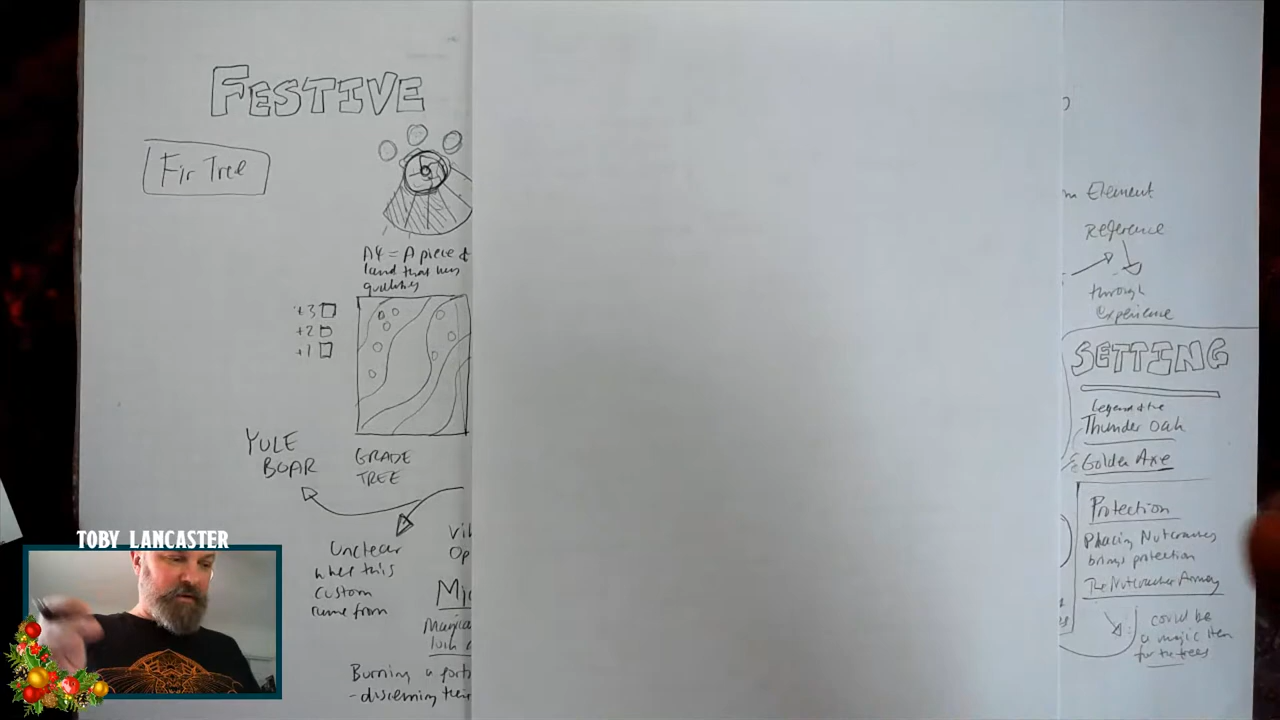 FESTIVE
Fir Tree
A4 = A piece of
land that has
qualities
+3
+2
+1
YULE
BOAR
GRADE
TREE
Unclear
where this
custom
came from
Burning a
- discerning their
Element
Reference
through
experience
SETTING
Legend of the
Thunder Oak
Golden Axe
Protection
Placing Nutcrackers
brings protection
The Nutcracker Army
could be
a magic item
for the trees
TOBY LANCASTER